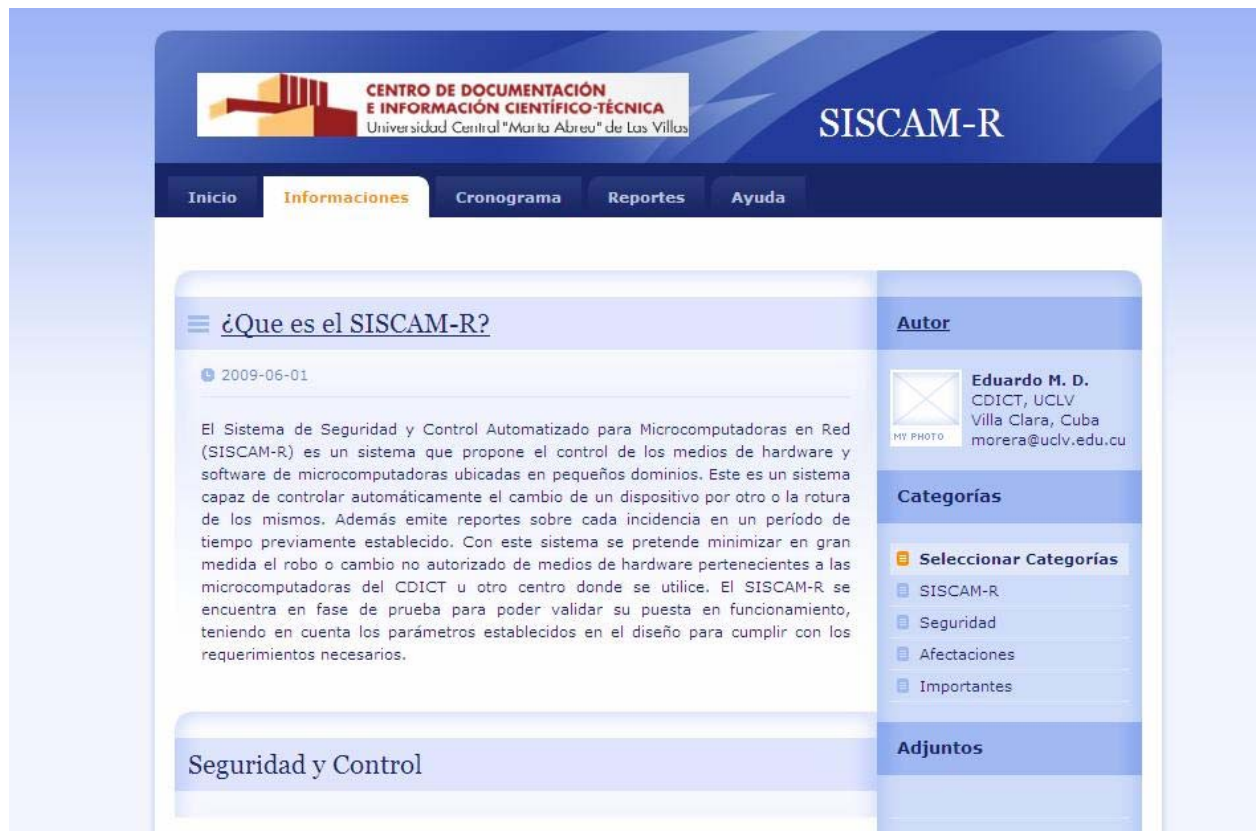 CENTRO DE DOCUMENTACIÓN
E INFORMACIÓN CIENTÍFICO-TÉCNICA
Universidad Central "Marta Abreu" de Las Villas
SISCAM-R
Inicio
Informaciones
Cronograma
Reportes
Ayuda
¿Que es el SISCAM-R?
2009-06-01
El Sistema de Seguridad y Control Automatizado para Microcomputadoras en Red
(SISCAM-R) es un sistema que propone el control de los medios de hardware y
software de microcomputadoras ubicadas en pequeños dominios. Este es un sistema
capaz de controlar automáticamente el cambio de un dispositivo por otro o la rotura
de los mismos. Además emite reportes sobre cada incidencia en un período de
tiempo previamente establecido. Con este sistema se pretende minimizar en gran
medida el robo o cambio no autorizado de medios de hardware pertenecientes a las
microcomputadoras del CDICT u otro centro donde se utilice. El SISCAM-R se
encuentra en fase de prueba para poder validar su puesta en funcionamiento,
teniendo en cuenta los parámetros establecidos en el diseño para cumplir con los
requerimientos necesarios.
Seguridad y Control
Autor
MY PHOTO
Eduardo M. D.
CDICT, UCLV
Villa Clara, Cuba
morera@uclv.edu.cu
Categorías
Seleccionar Categorías
SISCAM-R
Seguridad
Afectaciones
Importantes
Adjuntos